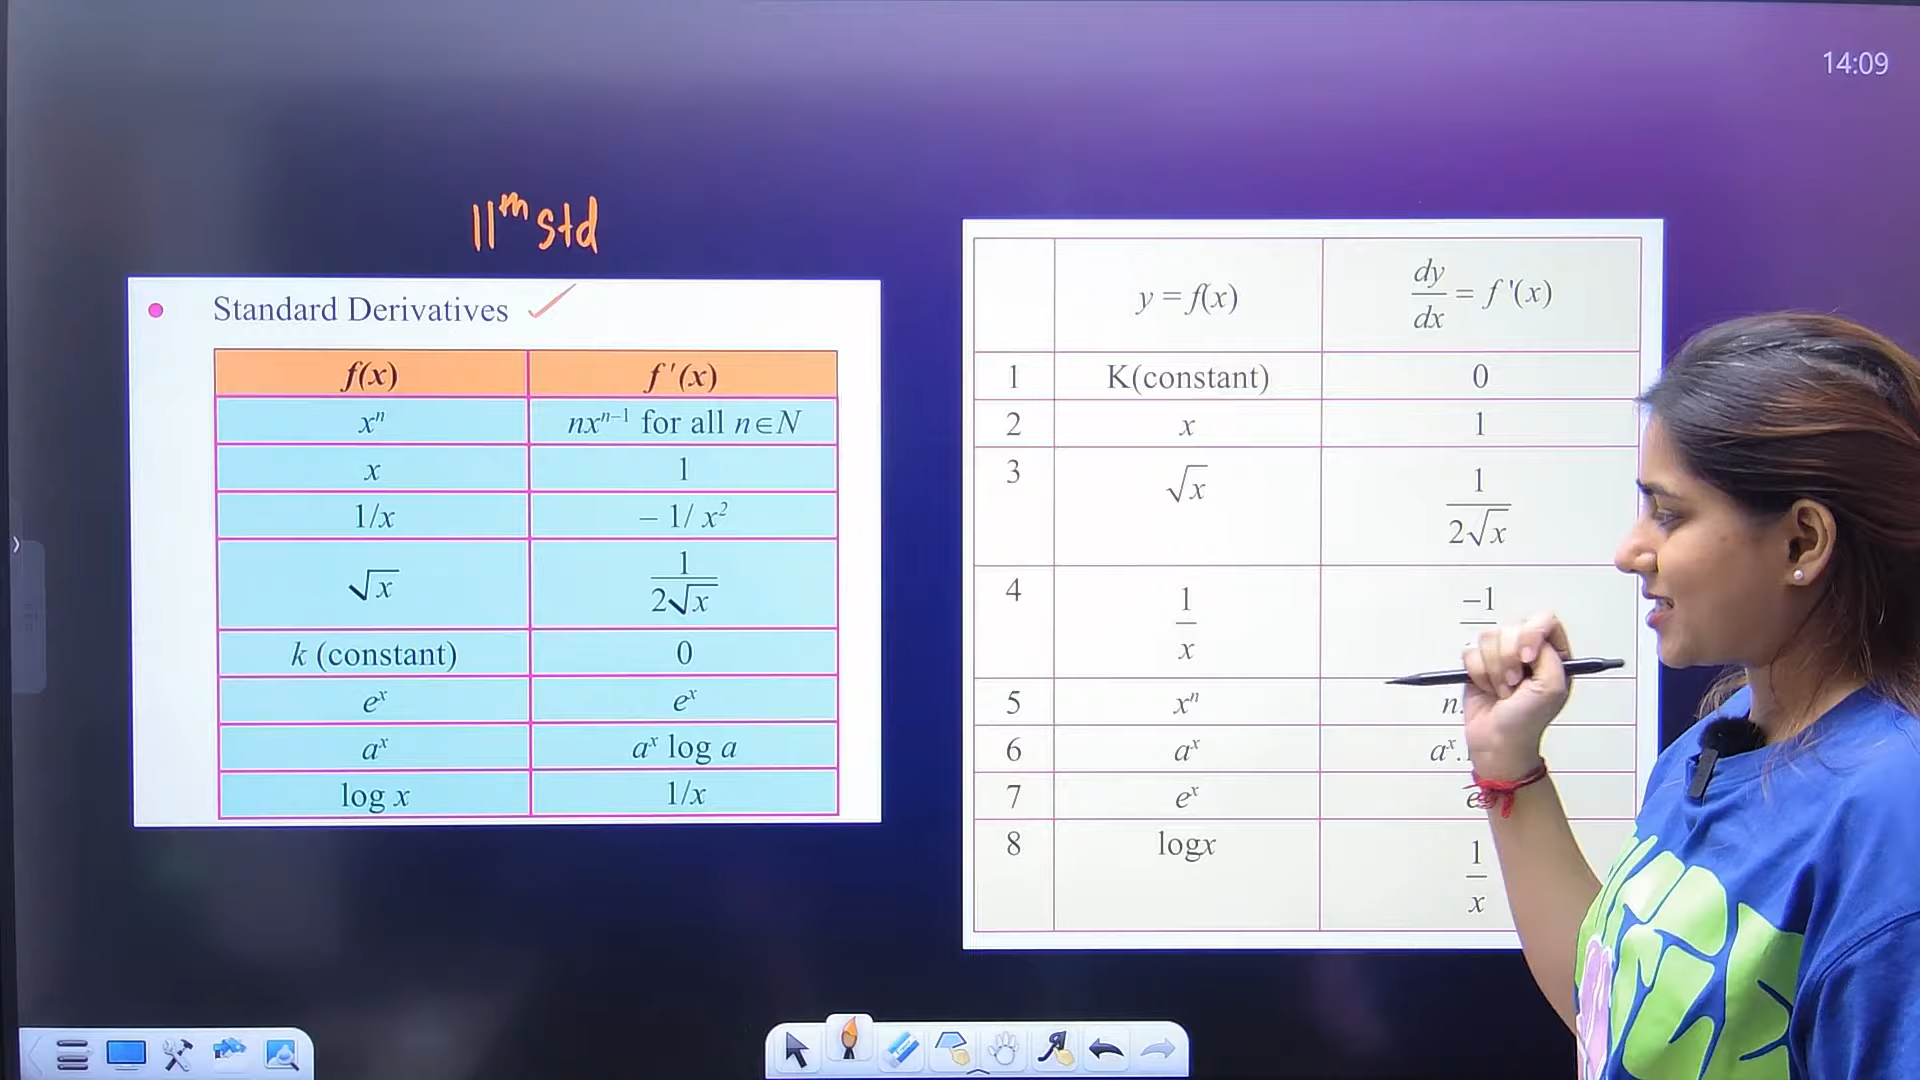 14:09
11th std
Standard Derivatives
f(x) f'(x)
xⁿ nxⁿ⁻¹ for all n∈N
x 1
1/x – 1/ x²
√x 1/2√x
k (constant) 0
eˣ eˣ
aˣ aˣ log a
log x 1/x
y = f(x) dy/dx = f'(x)
1 K(constant) 0
2 x 1
3 √x 1/2√x
4 1/x –1
5 xⁿ n.
6 aˣ aˣ.
7 eˣ e
8 logx 1/x